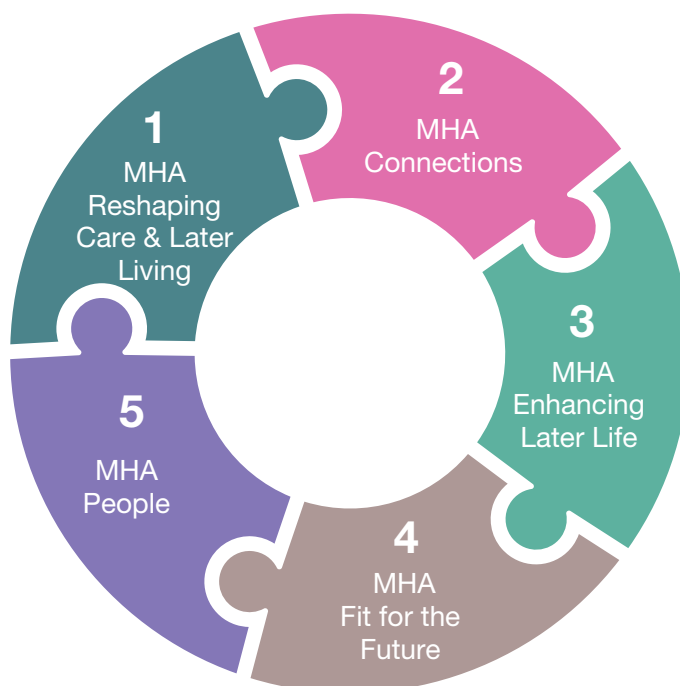 1
MHA
Reshaping
Care & Later
Living
2
MHA
Connections
3
MHA
Enhancing
Later Life
4
MHA
Fit for the
Future
5
MHA
People